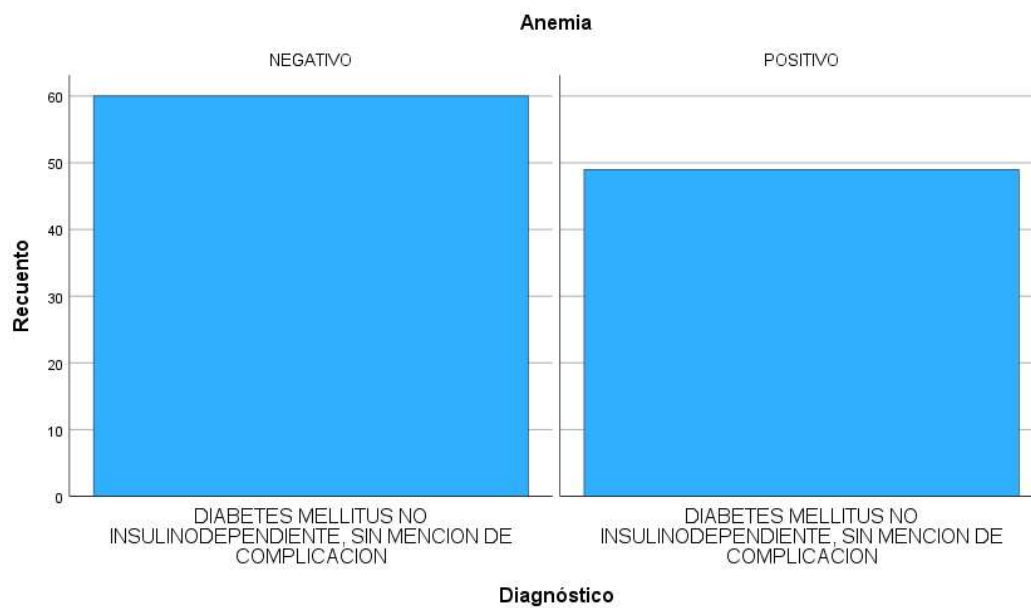 Anemia
NEGATIVO
POSITIVO
Recuento
60
50
40
30
20
10
0
DIABETES MELLITUS NO
INSULINODEPENDIENTE, SIN MENCION DE
COMPLICACION
DIABETES MELLITUS NO
INSULINODEPENDIENTE, SIN MENCION DE
COMPLICACION
Diagnóstico